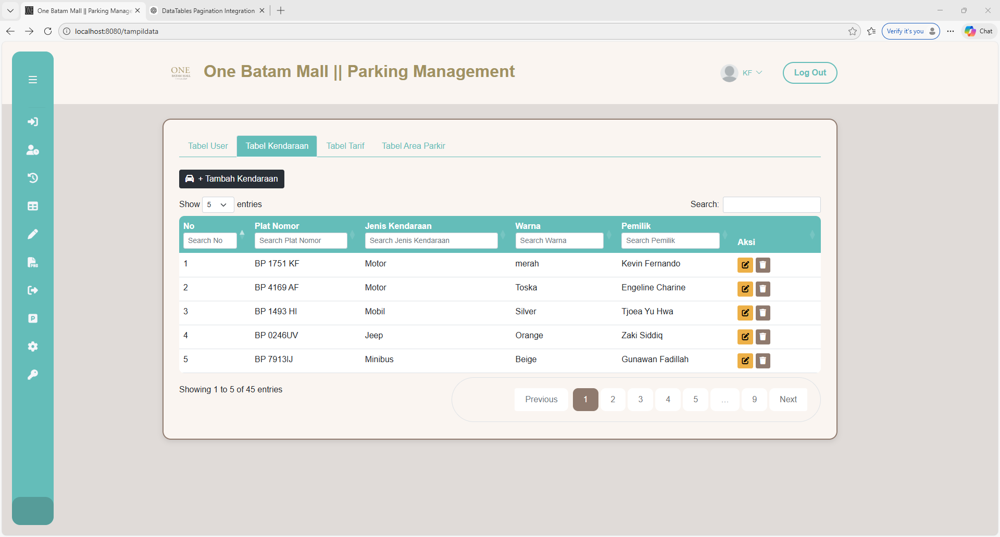 One Batam Mall || Parking Manage
DataTables Pagination Integration
localhost:8080/tampildata
Verify it's you
Chat
ONE
BATAM MALL
One Batam Mall || Parking Management
KF
Log Out
Tabel User
Tabel Kendaraan
Tabel Tarif
Tabel Area Parkir
+ Tambah Kendaraan
Show 5 entries
Search:
No Plat Nomor Jenis Kendaraan Warna Pemilik
Search No Search Plat Nomor Search Jenis Kendaraan Search Warna Search Pemilik Aksi
1 BP 1751 KF Motor merah Kevin Fernando
2 BP 4169 AF Motor Toska Engeline Charine
3 BP 1493 HI Mobil Silver Tjoea Yu Hwa
4 BP 0246UV Jeep Orange Zaki Siddiq
5 BP 7913IJ Minibus Beige Gunawan Fadillah
Showing 1 to 5 of 45 entries
Previous 1 2 3 4 5 … 9 Next
PNG
P